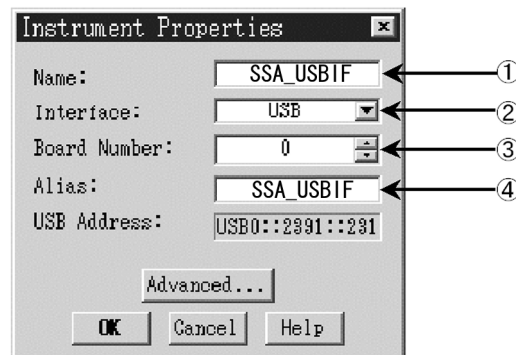 Instrument Properties
Name: SSA_USBIF ①
Interface: USB ②
Board Number: 0 ③
Alias: SSA_USBIF ④
USB Address: USB0::2391::231
Advanced...
OK Cancel Help